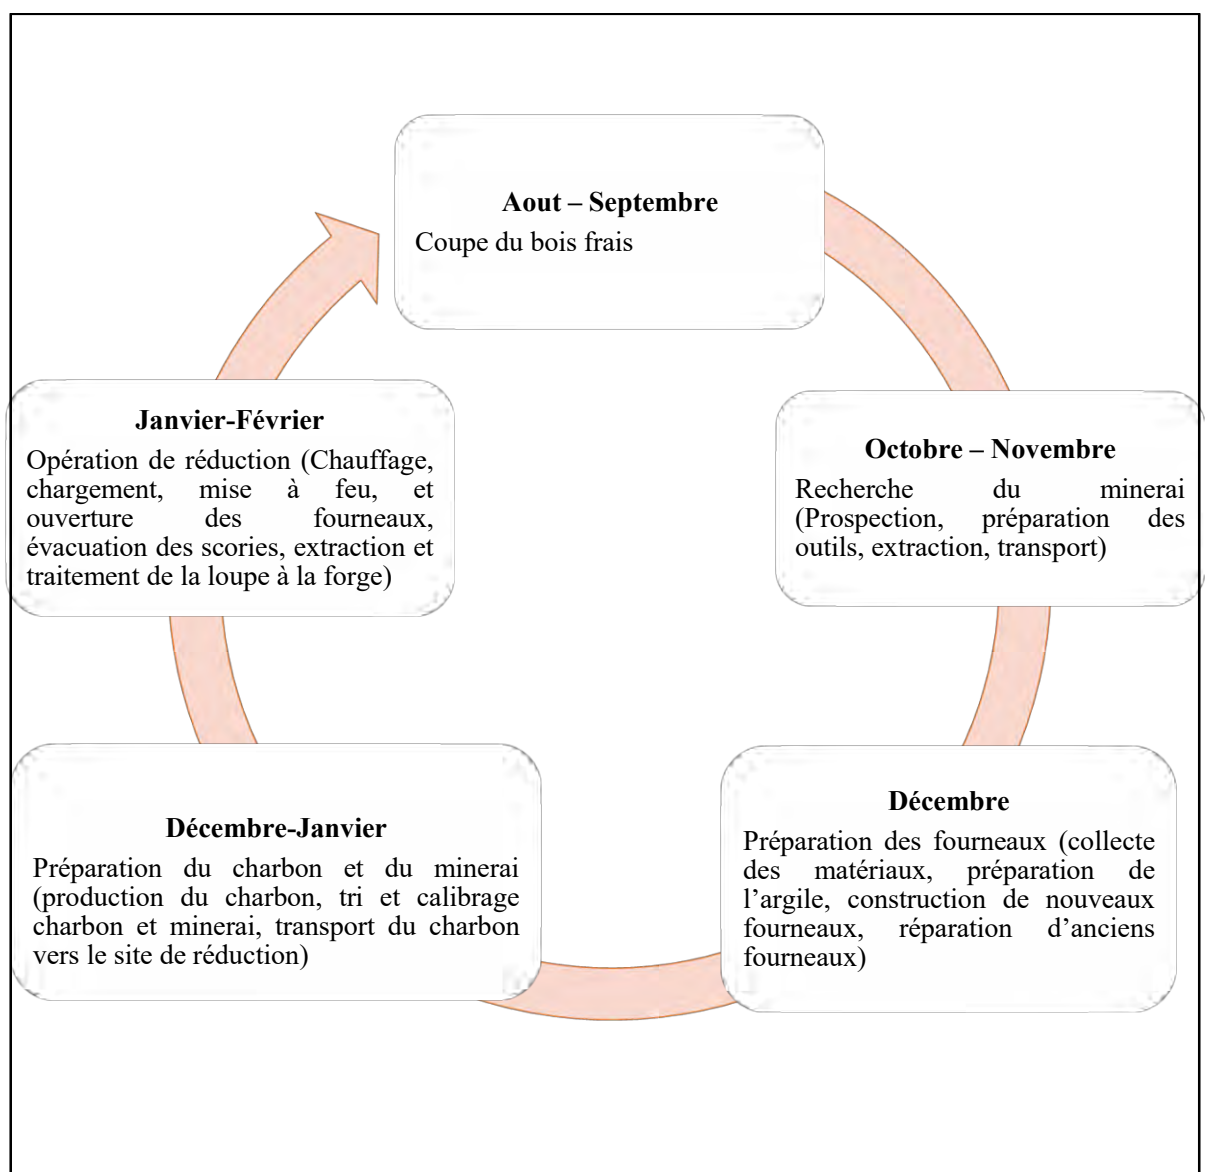 Aout – Septembre
Coupe du bois frais
Octobre – Novembre
Recherche du minerai
(Prospection, préparation des
outils, extraction, transport)
Décembre
Préparation des fourneaux (collecte
des matériaux, préparation de
l’argile, construction de nouveaux
fourneaux, réparation d’anciens
fourneaux)
Décembre-Janvier
Préparation du charbon et du minerai
(production du charbon, tri et calibrage
charbon et minerai, transport du charbon
vers le site de réduction)
Janvier-Février
Opération de réduction (Chauffage,
chargement, mise à feu, et
ouverture des fourneaux,
évacuation des scories, extraction et
traitement de la loupe à la forge)